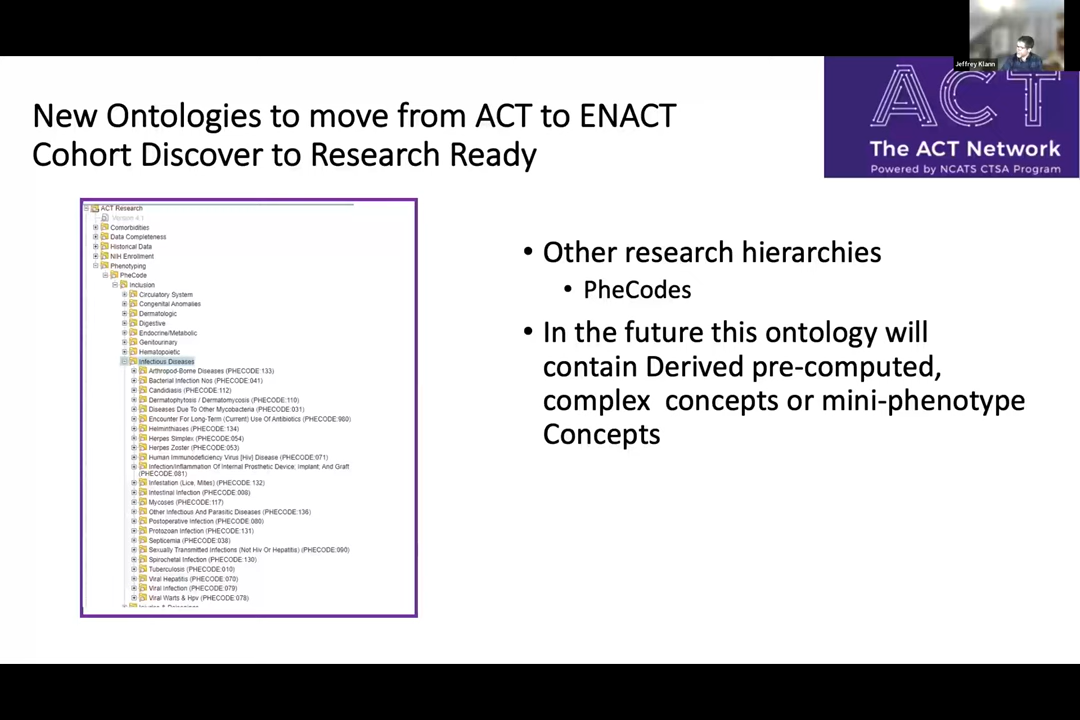 Jeffrey Klann
ACT
The ACT Network
Powered by NCATS CTSA Program
New Ontologies to move from ACT to ENACT
Cohort Discover to Research Ready
ACT Research
Version 4.1
Comorbidities
Data Completeness
Historical Data
NIH Enrollment
Phenotyping
PheCode
Inclusion
Circulatory System
Congenital Anomalies
Dermatologic
Digestive
Endocrine/Metabolic
Genitourinary
Hematopoietic
Infectious Diseases
Arthropod-Borne Diseases (PHECODE:133)
Bacterial Infection Nos (PHECODE:041)
Candidiasis (PHECODE:112)
Dermatophytosis / Dermatomycosis (PHECODE:110)
Diseases Due To Other Mycobacteria (PHECODE:031)
Encounter For Long-Term (Current) Use Of Antibiotics (PHECODE:980)
Helminthiases (PHECODE:134)
Herpes Simplex (PHECODE:054)
Herpes Zoster (PHECODE:053)
Human Immunodeficiency Virus [Hiv] Disease (PHECODE:071)
Infection/Inflammation Of Internal Prosthetic Device; Implant; And Graft
(PHECODE:081)
Infestation (Lice, Mites) (PHECODE:132)
Intestinal Infection (PHECODE:008)
Mycoses (PHECODE:117)
Other Infectious And Parasitic Diseases (PHECODE:136)
Postoperative Infection (PHECODE:080)
Protozoan Infection (PHECODE:131)
Septicemia (PHECODE:038)
Sexually Transmitted Infections (Not Hiv Or Hepatitis) (PHECODE:090)
Spirochetal Infection (PHECODE:130)
Tuberculosis (PHECODE:010)
Viral Hepatitis (PHECODE:070)
Viral Infection (PHECODE:079)
Viral Warts & Hpv (PHECODE:078)
• Other research hierarchies
• PheCodes
• In the future this ontology will
contain Derived pre-computed,
complex concepts or mini-phenotype
Concepts